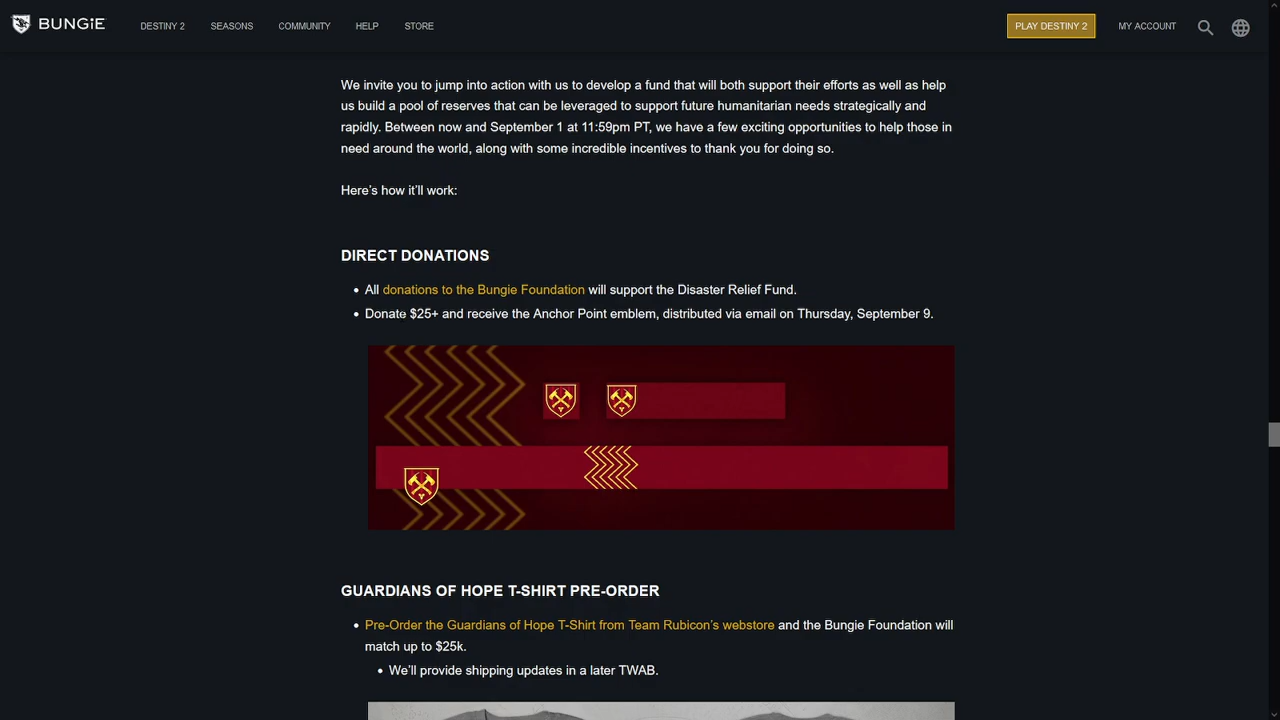 BUNGiE DESTINY 2 SEASONS COMMUNITY HELP STORE PLAY DESTINY 2 MY ACCOUNT
We invite you to jump into action with us to develop a fund that will both support their efforts as well as help
us build a pool of reserves that can be leveraged to support future humanitarian needs strategically and
rapidly. Between now and September 1 at 11:59pm PT, we have a few exciting opportunities to help those in
need around the world, along with some incredible incentives to thank you for doing so.
Here’s how it’ll work:
DIRECT DONATIONS
• All donations to the Bungie Foundation will support the Disaster Relief Fund.
• Donate $25+ and receive the Anchor Point emblem, distributed via email on Thursday, September 9.
GUARDIANS OF HOPE T-SHIRT PRE-ORDER
• Pre-Order the Guardians of Hope T-Shirt from Team Rubicon’s webstore and the Bungie Foundation will
match up to $25k.
• We’ll provide shipping updates in a later TWAB.